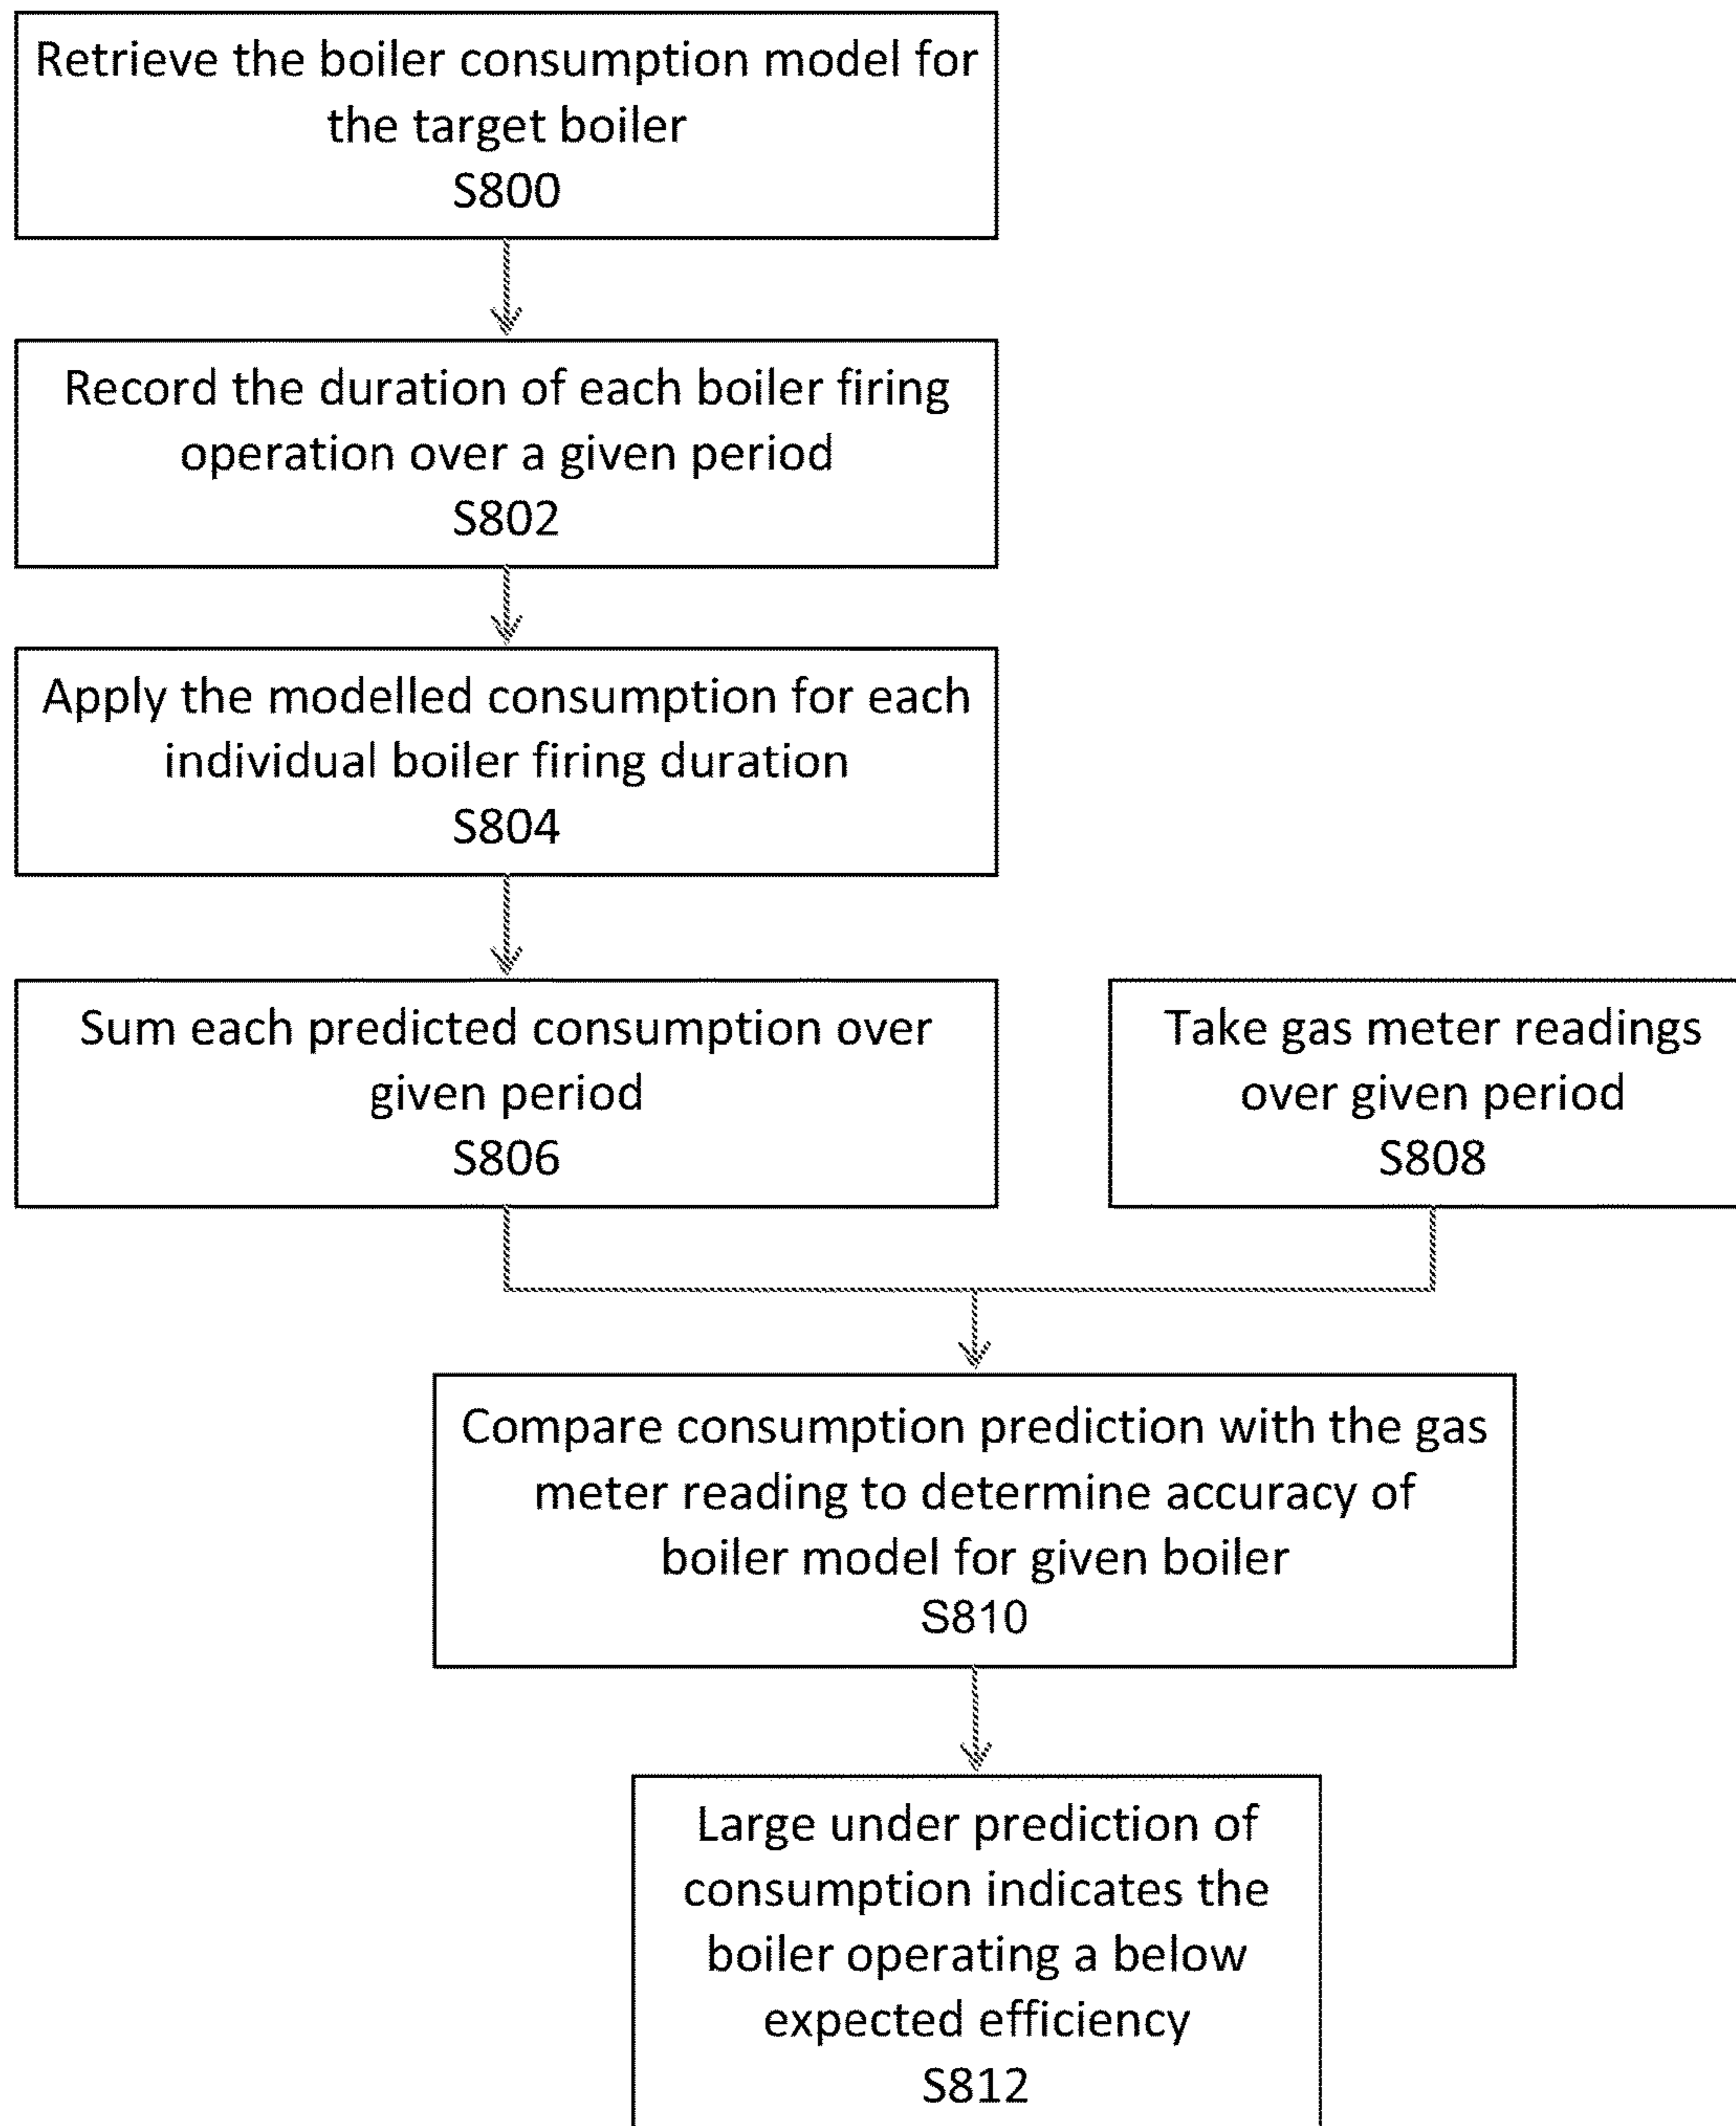 Retrieve the boiler consumption model for
the target boiler
S800
Record the duration of each boiler firing
operation over a given period
S802
Apply the modelled consumption for each
individual boiler firing duration
S804
Sum each predicted consumption over
given period
S806
Take gas meter readings
over given period
S808
Compare consumption prediction with the gas
meter reading to determine accuracy of
boiler model for given boiler
S810
Large under prediction of
consumption indicates the
boiler operating a below
expected efficiency
S812